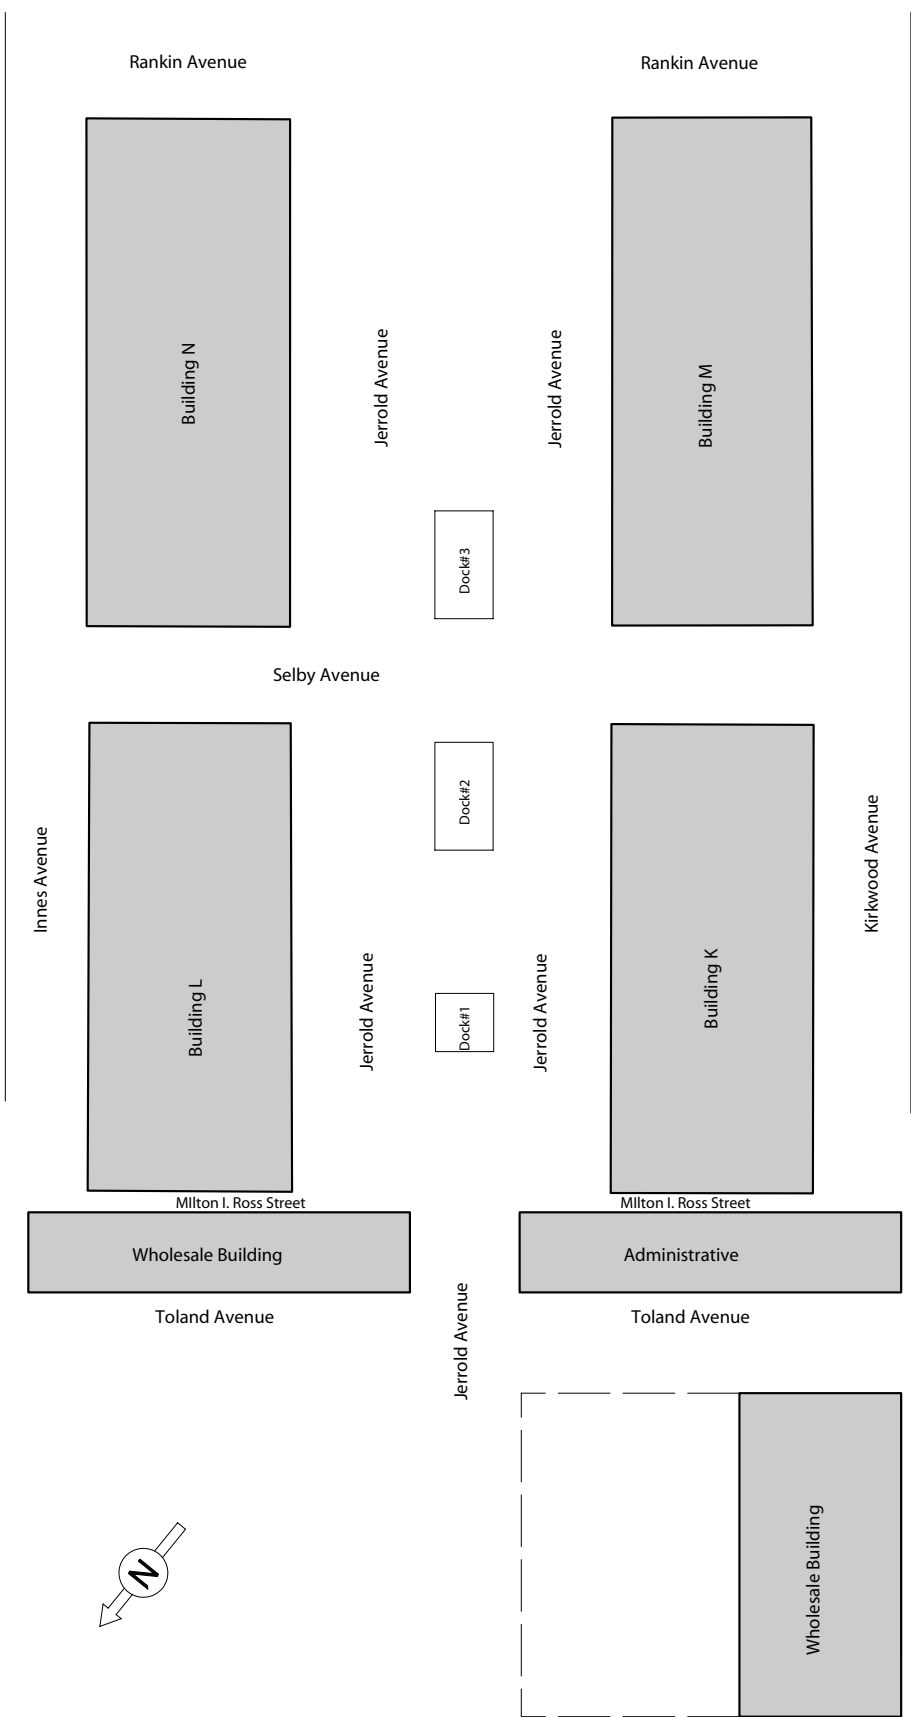 Rankin Avenue
Rankin Avenue
Building N
Jerrold Avenue
Jerrold Avenue
Building M
Dock#3
Selby Avenue
Dock#2
Innes Avenue
Kirkwood Avenue
Building L
Jerrold Avenue
Dock#1
Jerrold Avenue
Building K
MIlton I. Ross Street
MIlton I. Ross Street
Wholesale Building
Administrative
Toland Avenue
Toland Avenue
Jerrold Avenue
Wholesale Building
N